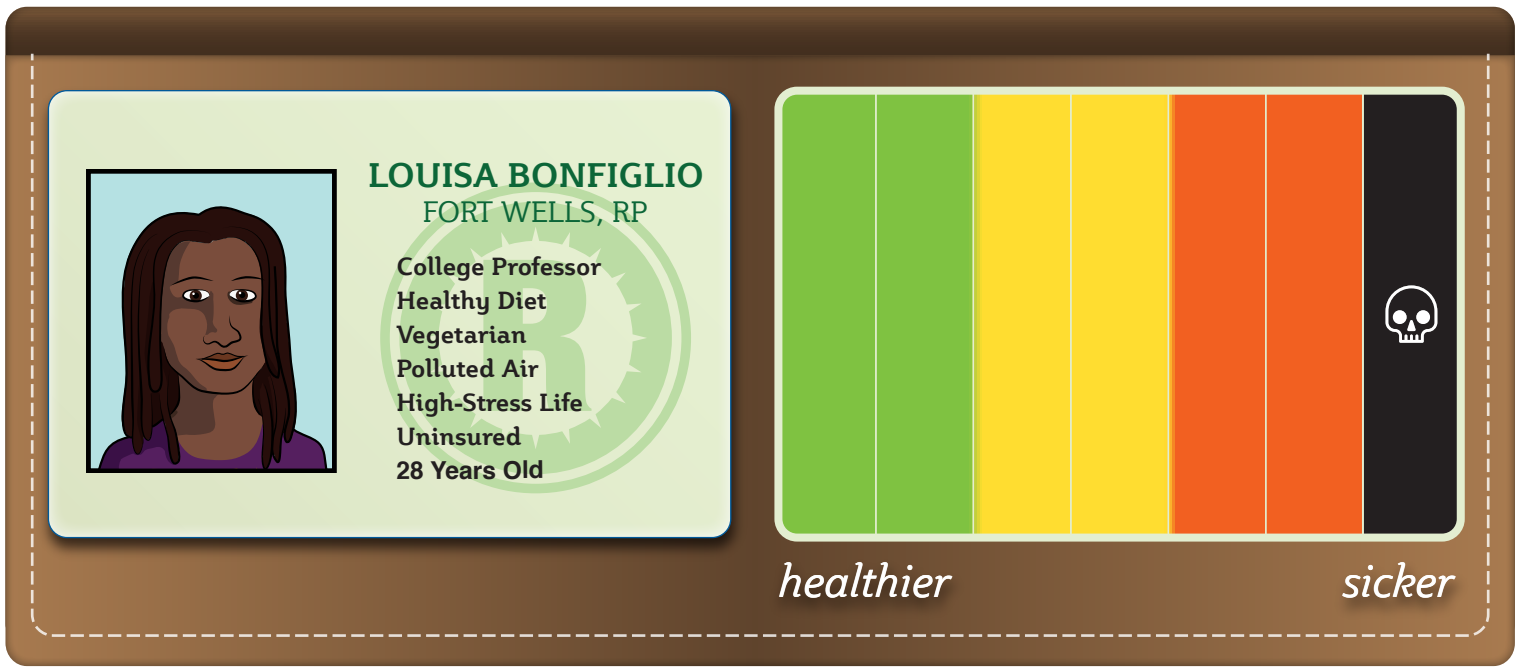 LOUISA BONFIGLIO
FORT WELLS, RP
College Professor
Healthy Diet
Vegetarian
Polluted Air
High-Stress Life
Uninsured
28 Years Old
R
healthier
sicker